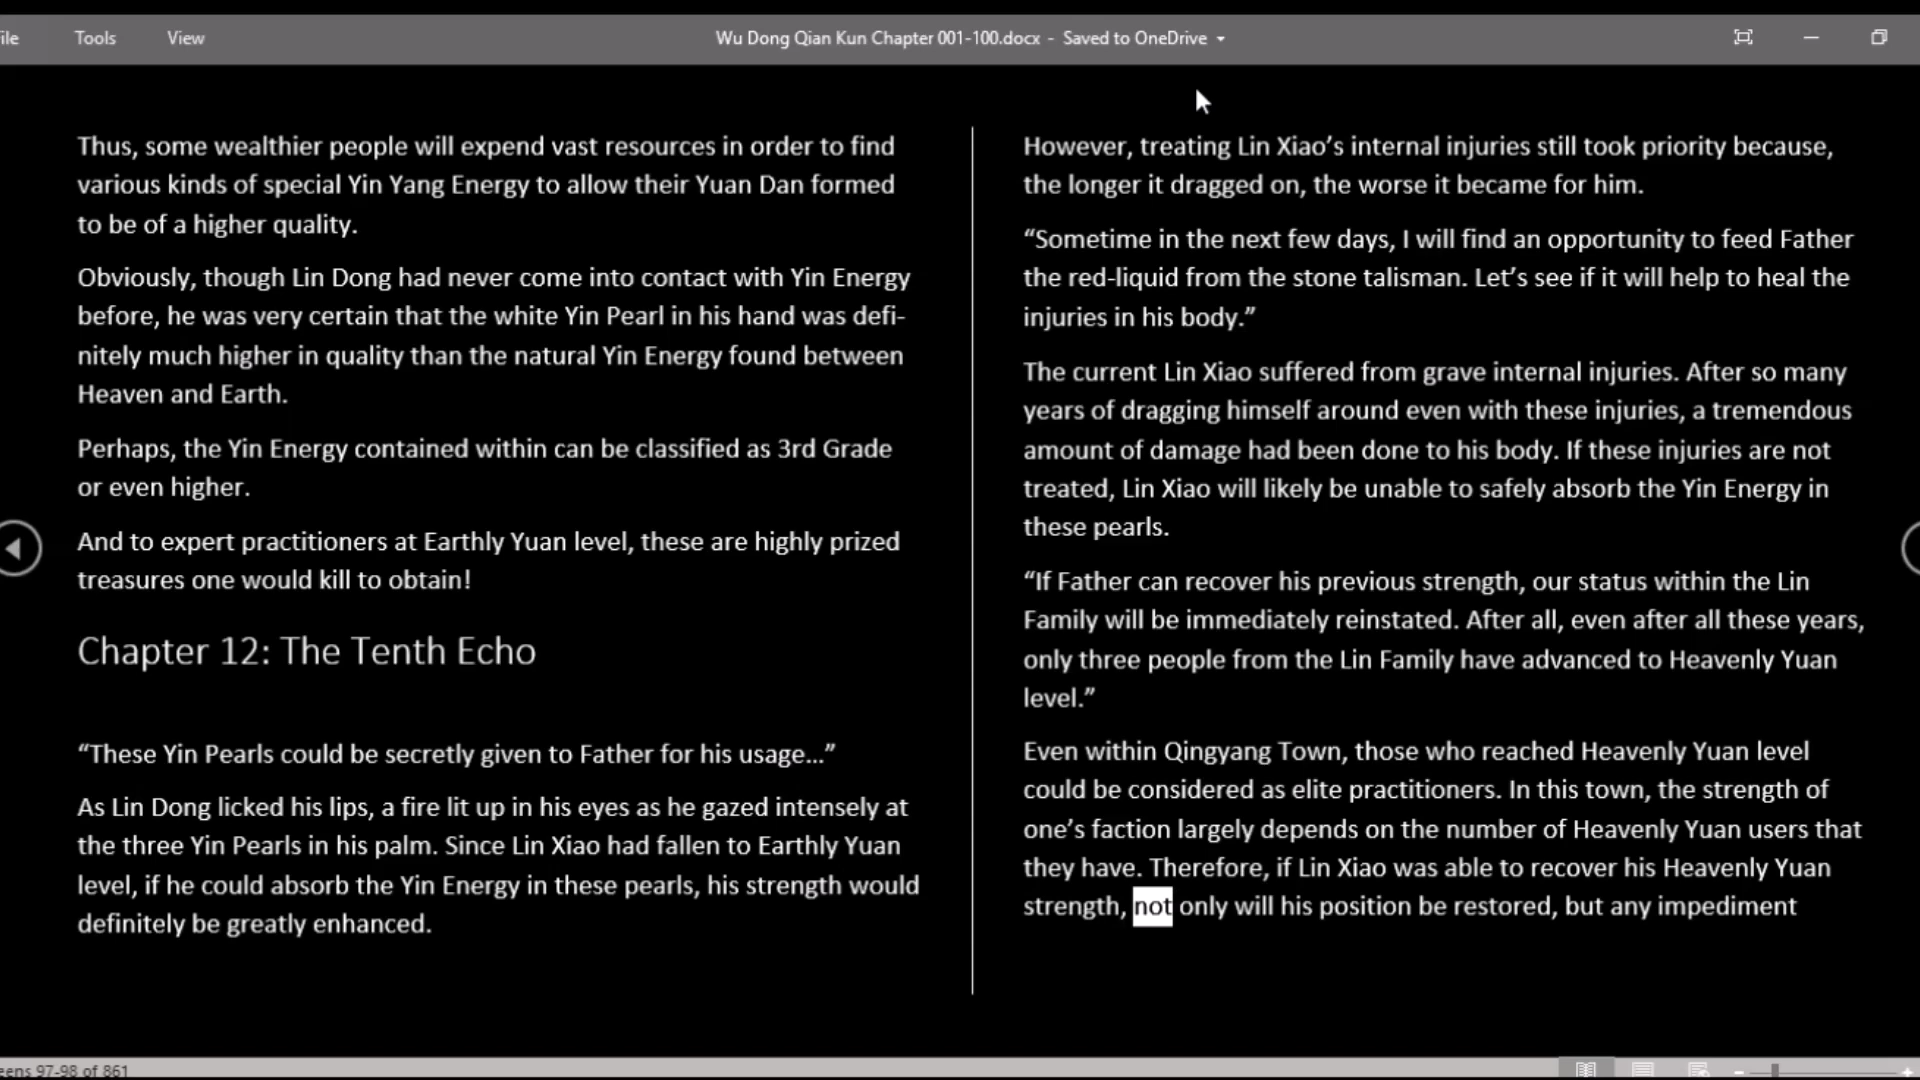 ile Tools View Wu Dong Qian Kun Chapter 001-100.docx - Saved to OneDrive
Thus, some wealthier people will expend vast resources in order to find
various kinds of special Yin Yang Energy to allow their Yuan Dan formed
to be of a higher quality.
Obviously, though Lin Dong had never come into contact with Yin Energy
before, he was very certain that the white Yin Pearl in his hand was defi-
nitely much higher in quality than the natural Yin Energy found between
Heaven and Earth.
Perhaps, the Yin Energy contained within can be classified as 3rd Grade
or even higher.
And to expert practitioners at Earthly Yuan level, these are highly prized
treasures one would kill to obtain!
Chapter 12: The Tenth Echo
“These Yin Pearls could be secretly given to Father for his usage…”
As Lin Dong licked his lips, a fire lit up in his eyes as he gazed intensely at
the three Yin Pearls in his palm. Since Lin Xiao had fallen to Earthly Yuan
level, if he could absorb the Yin Energy in these pearls, his strength would
definitely be greatly enhanced.
However, treating Lin Xiao’s internal injuries still took priority because,
the longer it dragged on, the worse it became for him.
“Sometime in the next few days, I will find an opportunity to feed Father
the red-liquid from the stone talisman. Let’s see if it will help to heal the
injuries in his body.”
The current Lin Xiao suffered from grave internal injuries. After so many
years of dragging himself around even with these injuries, a tremendous
amount of damage had been done to his body. If these injuries are not
treated, Lin Xiao will likely be unable to safely absorb the Yin Energy in
these pearls.
“If Father can recover his previous strength, our status within the Lin
Family will be immediately reinstated. After all, even after all these years,
only three people from the Lin Family have advanced to Heavenly Yuan
level.”
Even within Qingyang Town, those who reached Heavenly Yuan level
could be considered as elite practitioners. In this town, the strength of
one’s faction largely depends on the number of Heavenly Yuan users that
they have. Therefore, if Lin Xiao was able to recover his Heavenly Yuan
strength, not only will his position be restored, but any impediment
eens 97-98 of 861